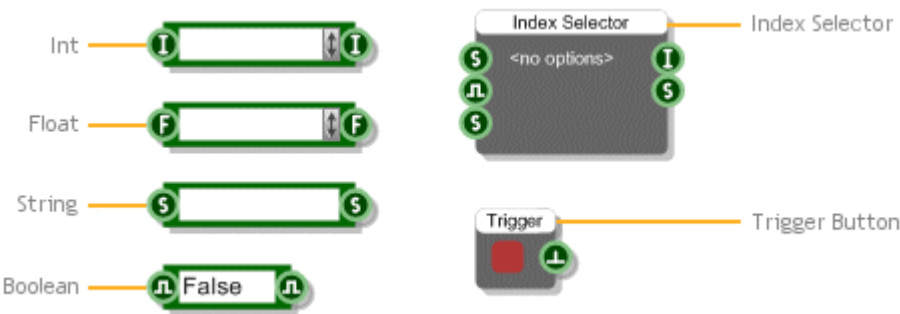 Int
I
I
Float
F
F
String
S
S
Boolean
False
Index Selector
Index Selector
S
<no options>
I
S
S
Trigger
Trigger Button